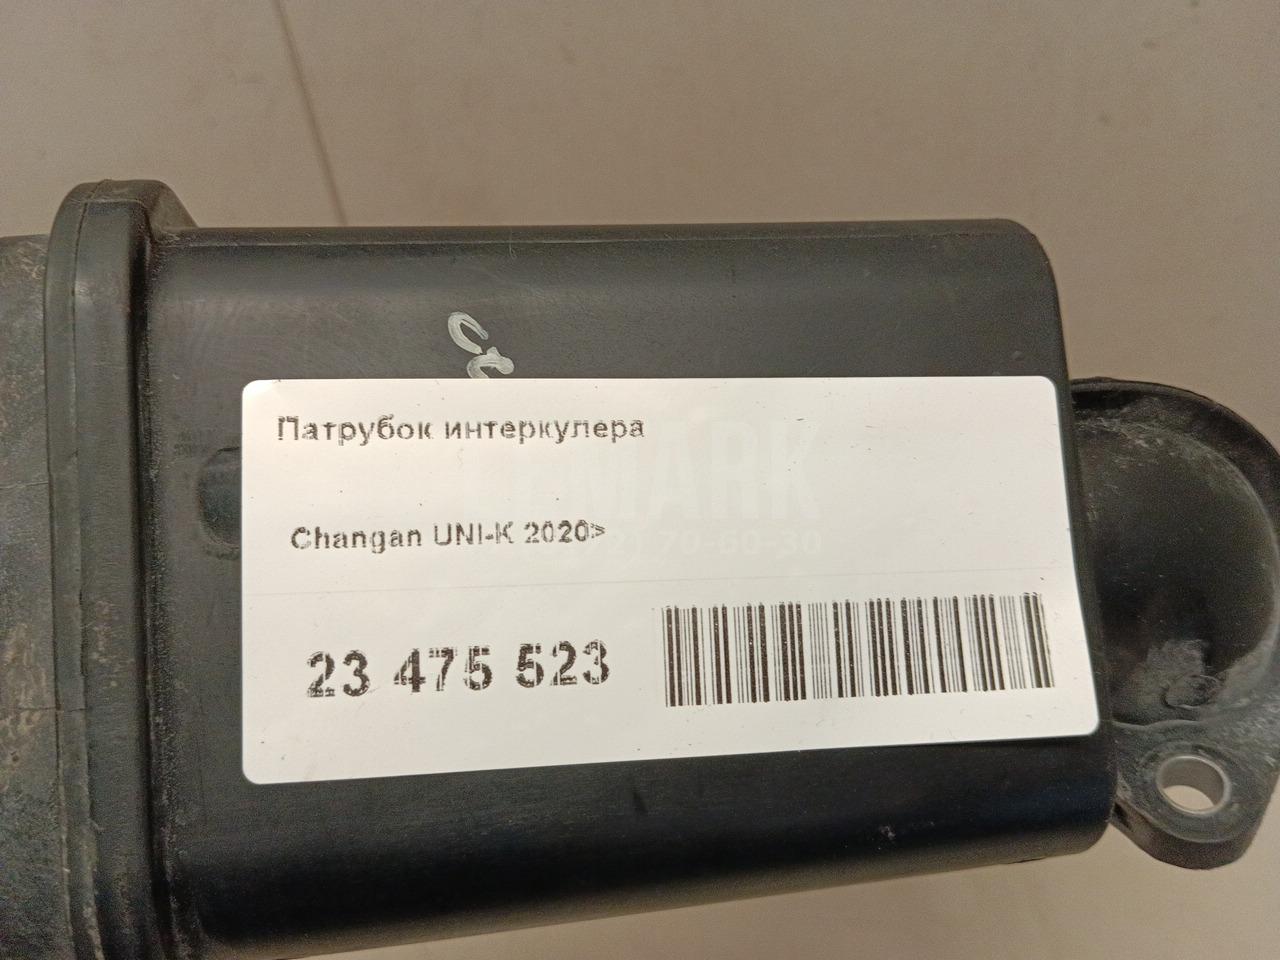 Патрубок интеркулера
Changan UNI-K 2020>
23 475 523